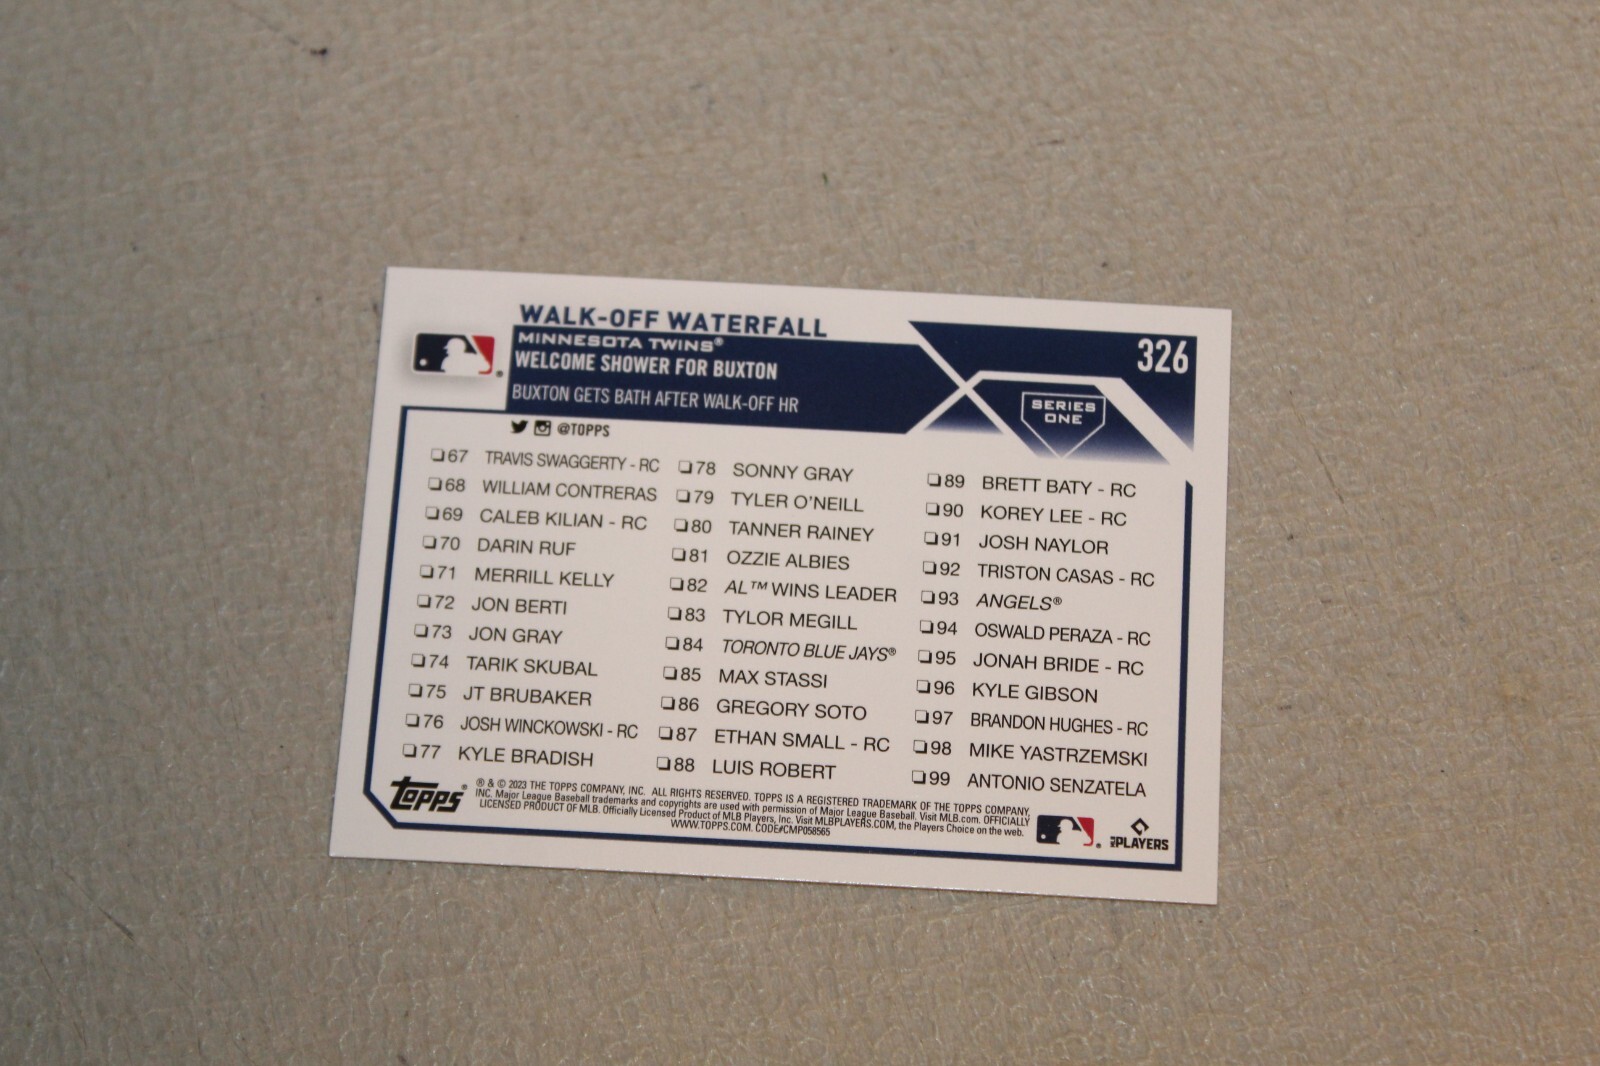 WALK-OFF WATERFALL
MINNESOTA TWINS®
WELCOME SHOWER FOR BUXTON
BUXTON GETS BATH AFTER WALK-OFF HR
326
SERIES
ONE
@TOPPS
67 TRAVIS SWAGGERTY - RC
68 WILLIAM CONTRERAS
69 CALEB KILIAN - RC
70 DARIN RUF
71 MERRILL KELLY
72 JON BERTI
73 JON GRAY
74 TARIK SKUBAL
75 JT BRUBAKER
76 JOSH WINCKOWSKI - RC
77 KYLE BRADISH
78 SONNY GRAY
79 TYLER O'NEILL
80 TANNER RAINEY
81 OZZIE ALBIES
82 AL™ WINS LEADER
83 TYLOR MEGILL
84 TORONTO BLUE JAYS®
85 MAX STASSI
86 GREGORY SOTO
87 ETHAN SMALL - RC
88 LUIS ROBERT
89 BRETT BATY - RC
90 KOREY LEE - RC
91 JOSH NAYLOR
92 TRISTON CASAS - RC
93 ANGELS®
94 OSWALD PERAZA - RC
95 JONAH BRIDE - RC
96 KYLE GIBSON
97 BRANDON HUGHES - RC
98 MIKE YASTRZEMSKI
99 ANTONIO SENZATELA
topps®
® & © 2023 THE TOPPS COMPANY, INC. ALL RIGHTS RESERVED. TOPPS IS A REGISTERED TRADEMARK OF THE TOPPS COMPANY,
INC. Major League Baseball trademarks and copyrights are used with permission of Major League Baseball. Visit MLB.com. OFFICIALLY
LICENSED PRODUCT OF MLB. Officially Licensed Product of MLB Players, Inc. Visit MLBPLAYERS.COM, the Players Choice on the web.
WWW.TOPPS.COM. CODE#CMP058565
MLB PLAYERS